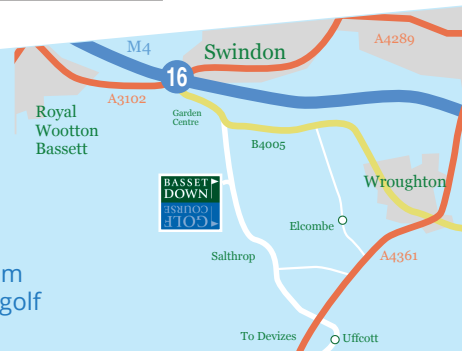 M4
A4289
Swindon
16
A3102
Royal
Wootton
Bassett
Garden
Centre
B4005
BASSET
DOWN
GOLF
COURSE
Wroughton
Elcombe
Salthrop
A4361
m
golf
To Devizes
Uffcott